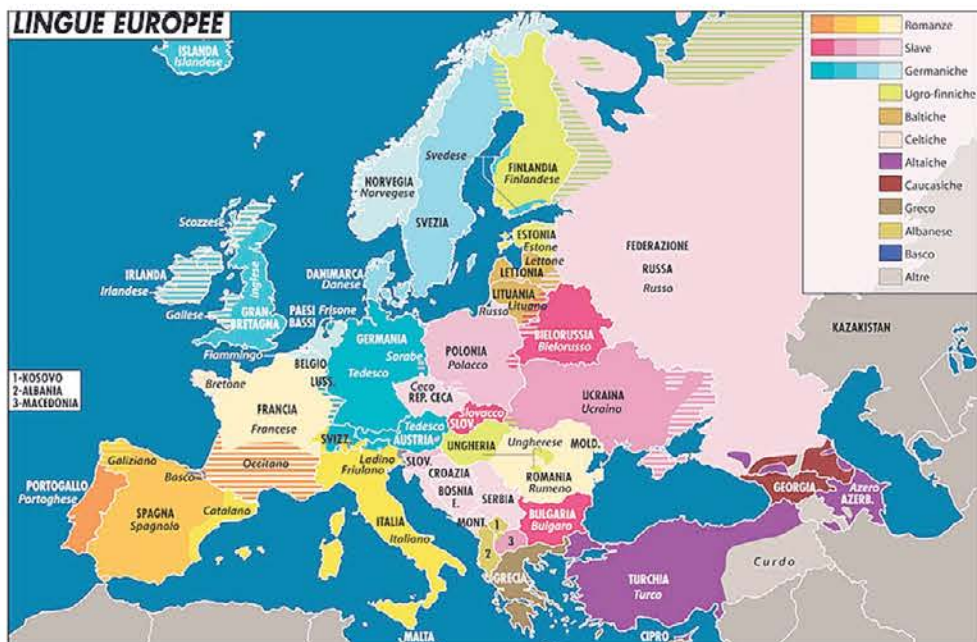 LINGUE EUROPEE
ISLANDA
Islandese
Romanze
Slave
Germaniche
Ugro-finniche
Baltiche
Celtiche
Altaiche
Caucasiche
Greco
Albanese
Basco
Altre
Svedese
FINLANDIA
Finlandese
NORVEGIA
Norvegese
SVEZIA
Scozzese
ESTONIA
Estone
Lettone
LETTONIA
FEDERAZIONE
RUSSA
Russo
IRLANDA
Irlandese
Inglese
DANIMARCA
Danese
LITUANIA
Lituano
Russo
Gallese
GRAN
BRETAGNA
PAESI
BASSI
Frisone
BIELORUSSIA
Bielorusso
KAZAKISTAN
Fiammingo
GERMANIA
Tedesco
Sorabe
POLONIA
Polacco
BELGIO
LUSS.
1-KOSOVO
2-ALBANIA
3-MACEDONIA
Bretone
Ceco
REP. CECA
UCRAINA
Ucraino
FRANCIA
Francese
Slovacco
SLOV.
Tedesco
AUSTRIA
SVIZZ.
UNGHERIA
Ungherese
MOLD.
Galiziano
Basco
Occitano
Ladino
Friulano
SLOV.
CROAZIA
ROMANIA
Rumeno
PORTOGALLO
Portoghese
SPAGNA
Spagnolo
Catalano
BOSNIA
E.
SERBIA
GEORGIA
Azero
AZERB.
ITALIA
Italiano
MONT.
1
BULGARIA
Bulgaro
2
3
GRECIA
TURCHIA
Turco
Curdo
MALTA
CIPRO